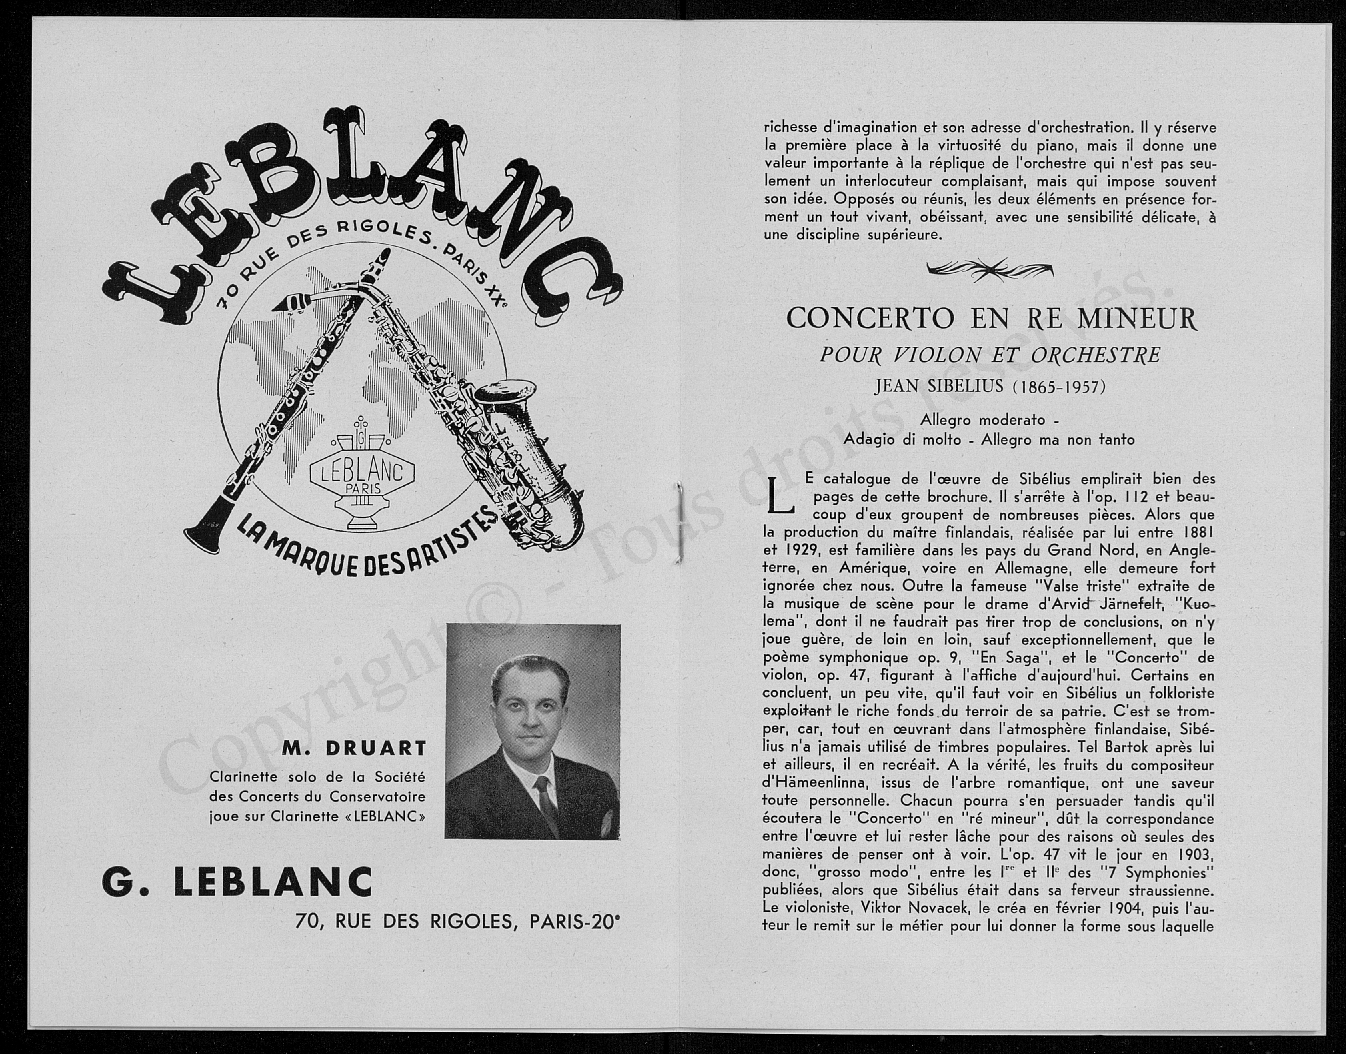 LEBLANC
70 RUE DES RIGOLES. PARIS XXe
LEBLANC
PARIS
LA MARQUE DES ARTISTES
M. DRUART
Clarinette solo de la Société
des Concerts du Conservatoire
joue sur Clarinette «LEBLANC»
G. LEBLANC
70, RUE DES RIGOLES, PARIS-20e
richesse d'imagination et son adresse d'orchestration. Il y réserve
la première place à la virtuosité du piano, mais il donne une
valeur importante à la réplique de l'orchestre qui n'est pas seu-
lement un interlocuteur complaisant, mais qui impose souvent
son idée. Opposés ou réunis, les deux éléments en présence for-
ment un tout vivant, obéissant, avec une sensibilité délicate, à
une discipline supérieure.
CONCERTO EN RE MINEUR
POUR VIOLON ET ORCHESTRE
JEAN SIBELIUS (1865-1957)
Allegro moderato -
Adagio di molto - Allegro ma non tanto
LE catalogue de l'œuvre de Sibélius emplirait bien des
pages de cette brochure. Il s'arrête à l'op. 112 et beau-
coup d'eux groupent de nombreuses pièces. Alors que
la production du maître finlandais, réalisée par lui entre 1881
et 1929, est familière dans les pays du Grand Nord, en Angle-
terre, en Amérique, voire en Allemagne, elle demeure fort
ignorée chez nous. Outre la fameuse "Valse triste" extraite de
la musique de scène pour le drame d'Arvid Järnefelt, "Kuo-
lema", dont il ne faudrait pas tirer trop de conclusions, on n'y
joue guère, de loin en loin, sauf exceptionnellement, que le
poème symphonique op. 9, "En Saga", et le "Concerto" de
violon, op. 47, figurant à l'affiche d'aujourd'hui. Certains en
concluent, un peu vite, qu'il faut voir en Sibélius un folkloriste
exploitant le riche fonds du terroir de sa patrie. C'est se trom-
per, car, tout en œuvrant dans l'atmosphère finlandaise, Sibé-
lius n'a jamais utilisé de timbres populaires. Tel Bartok après lui
et ailleurs, il en recréait. A la vérité, les fruits du compositeur
d'Hämeenlinna, issus de l'arbre romantique, ont une saveur
toute personnelle. Chacun pourra s'en persuader tandis qu'il
écoutera le "Concerto" en "ré mineur", dût la correspondance
entre l'œuvre et lui rester lâche pour des raisons où seules des
manières de penser ont à voir. L'op. 47 vit le jour en 1903,
donc, "grosso modo", entre les Ire et IIe des "7 Symphonies"
publiées, alors que Sibélius était dans sa ferveur straussienne.
Le violoniste, Viktor Novacek, le créa en février 1904, puis l'au-
teur le remit sur le métier pour lui donner la forme sous laquelle
Copyright © - Tous droits réservés.